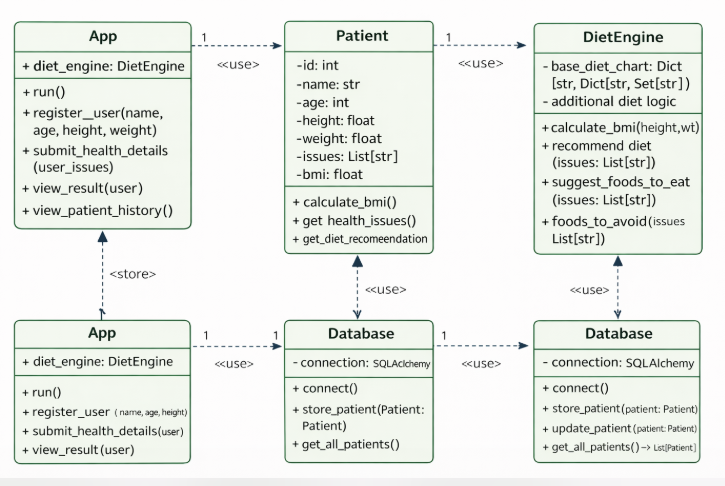 App
+ diet_engine: DietEngine
+ run()
+ register_user(name,
age, height, weight)
+ submit_health_details
(user_issues)
+ view_result(user)
+ view_patient_history()
1
<<use>>
Patient
-id: int
-name: str
-age: int
-height: float
-weight: float
-issues: List[str]
-bmi: float
+ calculate_bmi()
+ get health_issues()
+ get_diet_recomeendation
1
<<use>>
DietEngine
- base_diet_chart: Dict
[str, Dict[str, Set[str])
- additional diet logic
+ calculate_bmi(height,wt)
+ recommend diet
(issues: List[str])
+ suggest_foods_to_eat
(issues: List[str])
+ foods_to_avoid(issues
List[str])
<store>
<<use>
<<use>
App
+ diet_engine: DietEngine
+ run()
+ register_user ( name, age, height)
+ submit_health_details(user)
+ view_result (user)
1
1
<<use>
Database
- connection: SQLAclchemy
+ connect()
+ store_patient(Patient:
Patient)
+ get_all_patients()
1
<<use>
Database
- connection: SQLAlchemy
+ connect()
+ store_patient(patient: Patient)
+ update_patient (patient: Patient)
+ get_all_patients() -> List[Patient]